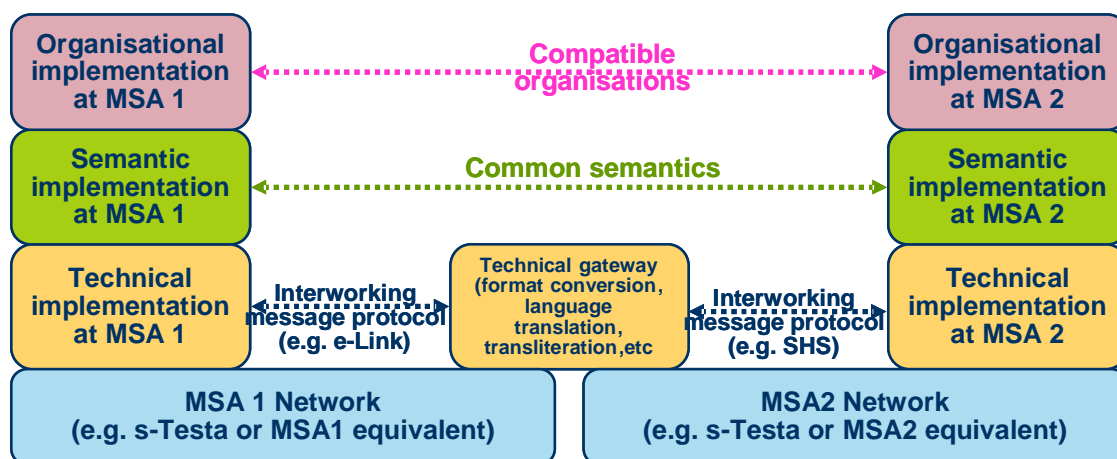 Organisational
implementation
at MSA 1
Compatible
organisations
Organisational
implementation
at MSA 2
Semantic
implementation
at MSA 1
Common semantics
Semantic
implementation
at MSA 2
Technical
implementation
at MSA 1
Interworking
message protocol
(e.g. e-Link)
Technical gateway
(format conversion,
language
translation,
transliteration,etc
Interworking
message protocol
(e.g. SHS)
Technical
implementation
at MSA 2
MSA 1 Network
(e.g. s-Testa or MSA1 equivalent)
MSA2 Network
(e.g. s-Testa or MSA2 equivalent)